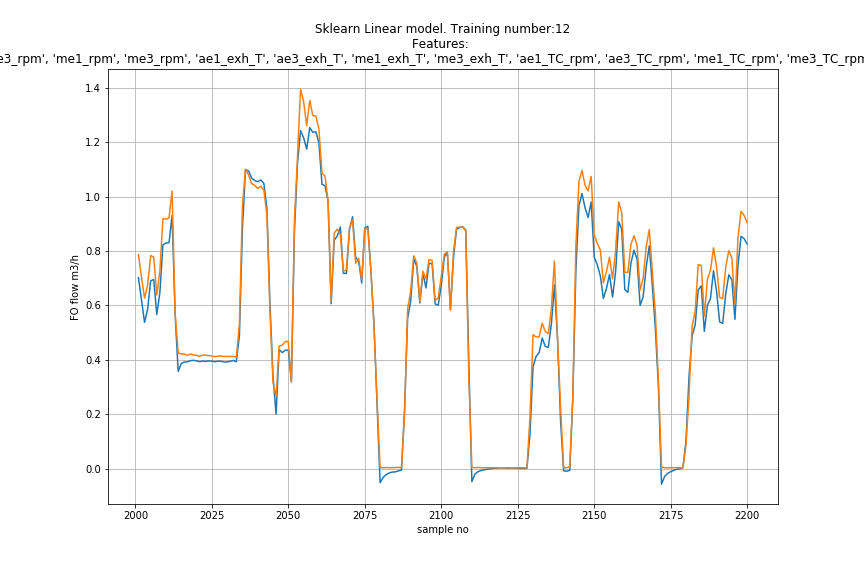 Sklearn Linear model. Training number:12
Features:
e3_rpm', 'me1_rpm', 'me3_rpm', 'ae1_exh_T', 'ae3_exh_T', 'me1_exh_T', 'me3_exh_T', 'ae1_TC_rpm', 'ae3_TC_rpm', 'me1_TC_rpm', 'me3_TC_rpm
1.4
1.2
1.0
0.8
0.6
0.4
0.2
0.0
FO flow m3/h
2000 2025 2050 2075 2100 2125 2150 2175 2200
sample no